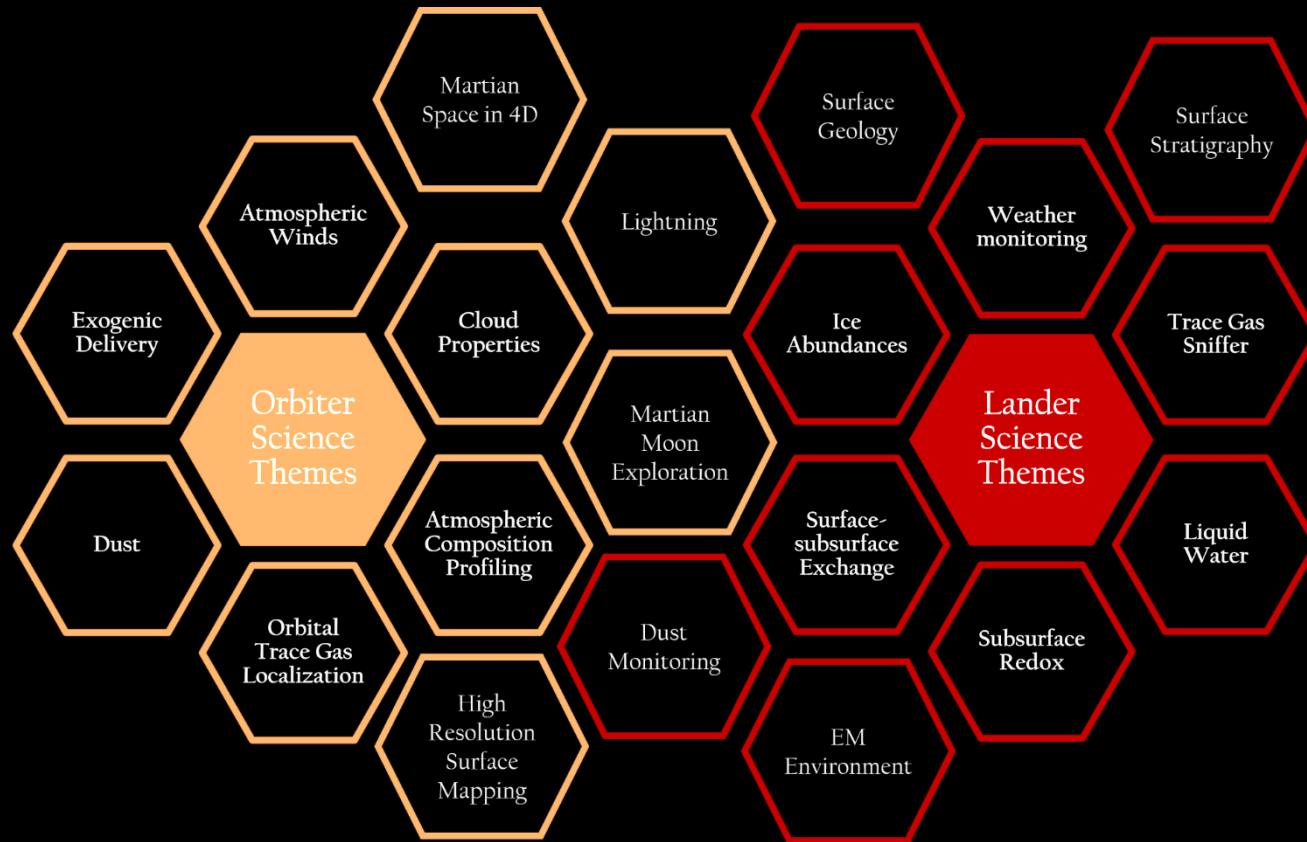 Martian
Space in 4D
Surface
Geology
Surface
Stratigraphy
Atmospheric
Winds
Lightning
Weather
monitoring
Exogenic
Delivery
Cloud
Properties
Ice
Abundances
Trace Gas
Sniffer
Orbiter
Science
Themes
Martian
Moon
Exploration
Lander
Science
Themes
Dust
Atmospheric
Composition
Profiling
Surface-
subsurface
Exchange
Liquid
Water
Orbital
Trace Gas
Localization
Dust
Monitoring
Subsurface
Redox
High
Resolution
Surface
Mapping
EM
Environment